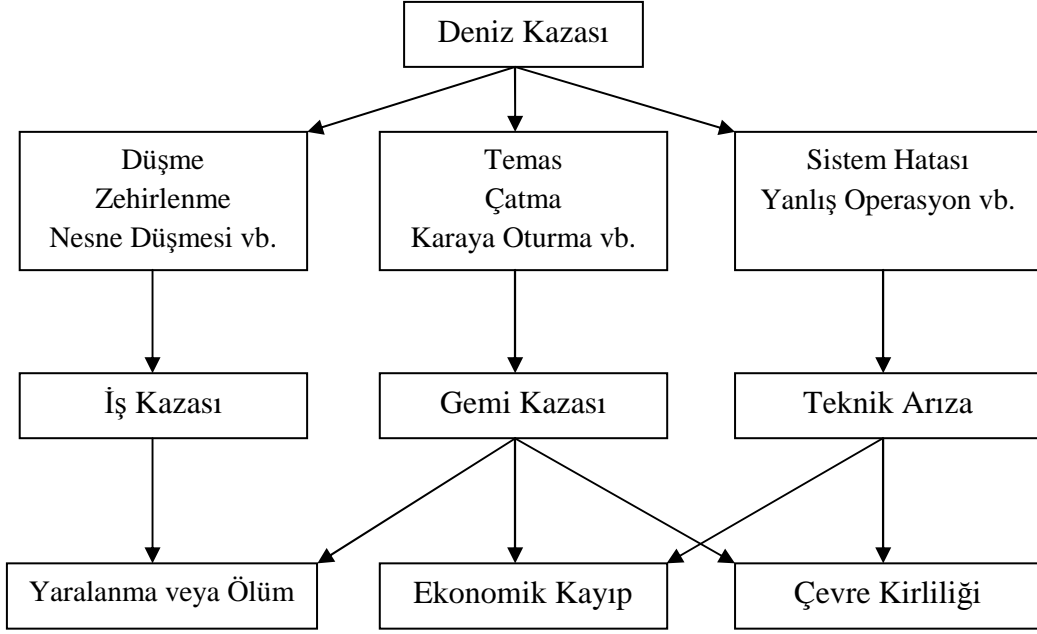 Deniz Kazası
Düşme
Zehirlenme
Nesne Düşmesi vb.
Temas
Çatma
Karaya Oturma vb.
Sistem Hatası
Yanlış Operasyon vb.
İş Kazası
Gemi Kazası
Teknik Arıza
Yaralanma veya Ölüm
Ekonomik Kayıp
Çevre Kirliliği